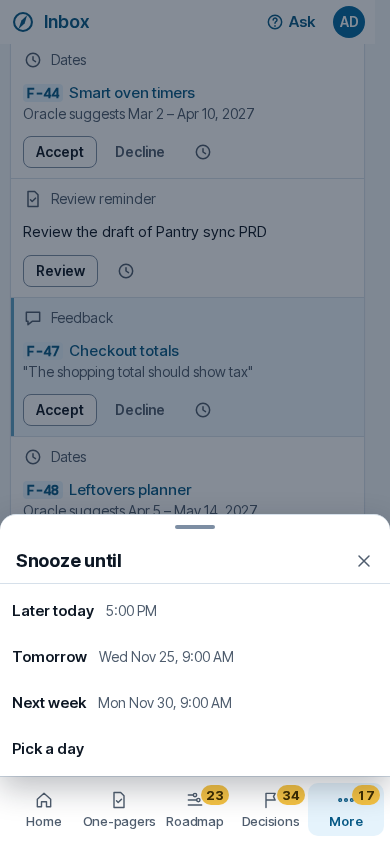 Inbox
Ask
AD
Dates
F-44 Smart oven timers
Oracle suggests Mar 2 – Apr 10, 2027
Accept
Decline
Review reminder
Review the draft of Pantry sync PRD
Review
Feedback
F-47 Checkout totals
"The shopping total should show tax"
Accept
Decline
Dates
F-48 Leftovers planner
Oracle suggests Apr 5 – May 14, 2027
Snooze until
Later today 5:00 PM
Tomorrow Wed Nov 25, 9:00 AM
Next week Mon Nov 30, 9:00 AM
Pick a day
23
34
17
Home
One-pagers
Roadmap
Decisions
More